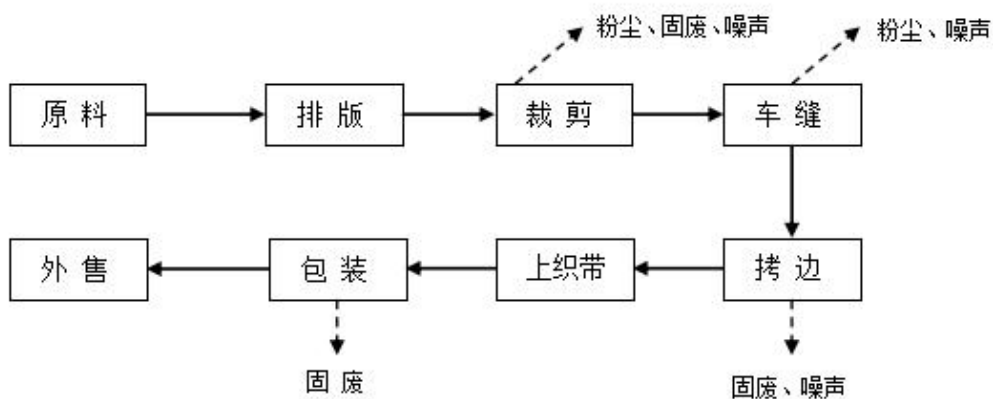 粉尘、固废、噪声
粉尘、噪声
原料
排版
裁剪
车缝
外售
包装
上织带
拷边
固废
固废、噪声